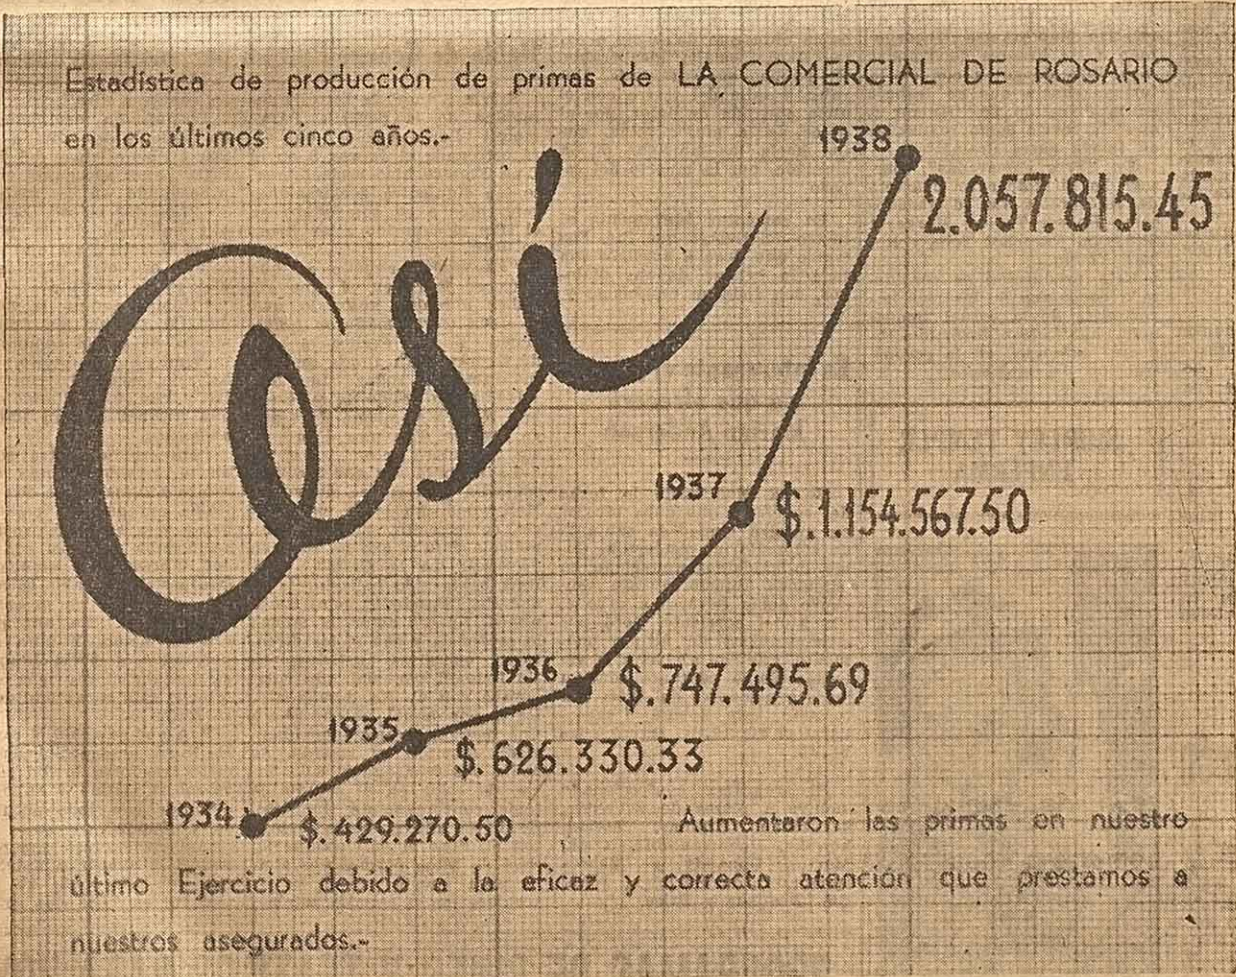 Estadística de producción de primas de LA COMERCIAL DE ROSARIO
en los últimos cinco años.-
Así
1938
2.057.815.45
1937
$.1.154.567.50
1936
$.747.495.69
1935
$.626.330.33
1934
$.429.270.50
Aumentaron las primas en nuestro
último Ejercicio debido a la eficaz y correcta atención que prestamos a
nuestros asegurados.-